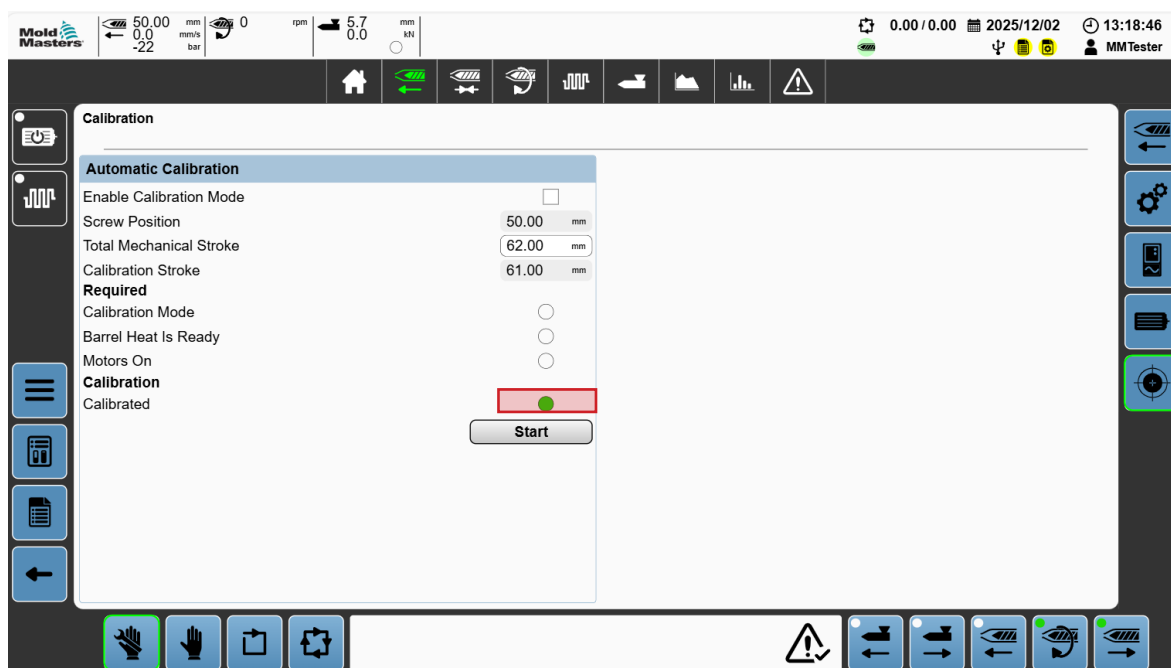 Mold
Masters
50.00 mm
0.0 mm/s
-22 bar
0 rpm
5.7 mm
0.0 kN
0.00 / 0.00 2025/12/02 13:18:46
MMTester
Calibration
Automatic Calibration
Enable Calibration Mode
Screw Position 50.00 mm
Total Mechanical Stroke 62.00 mm
Calibration Stroke 61.00 mm
Required
Calibration Mode
Barrel Heat Is Ready
Motors On
Calibration
Calibrated
Start